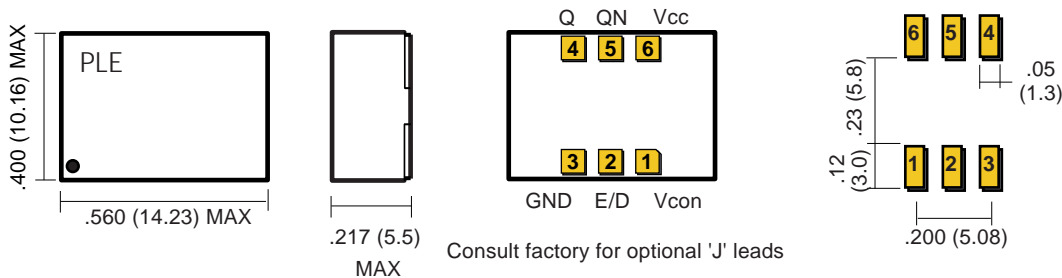 PLE
.400 (10.16) MAX
.560 (14.23) MAX
.217 (5.5)
MAX
Q QN Vcc
4 5 6
3 2 1
GND E/D Vcon
Consult factory for optional 'J' leads
6 5 4
.05
(1.3)
.23 (5.8)
1 2 3
.12
(3.0)
.200 (5.08)